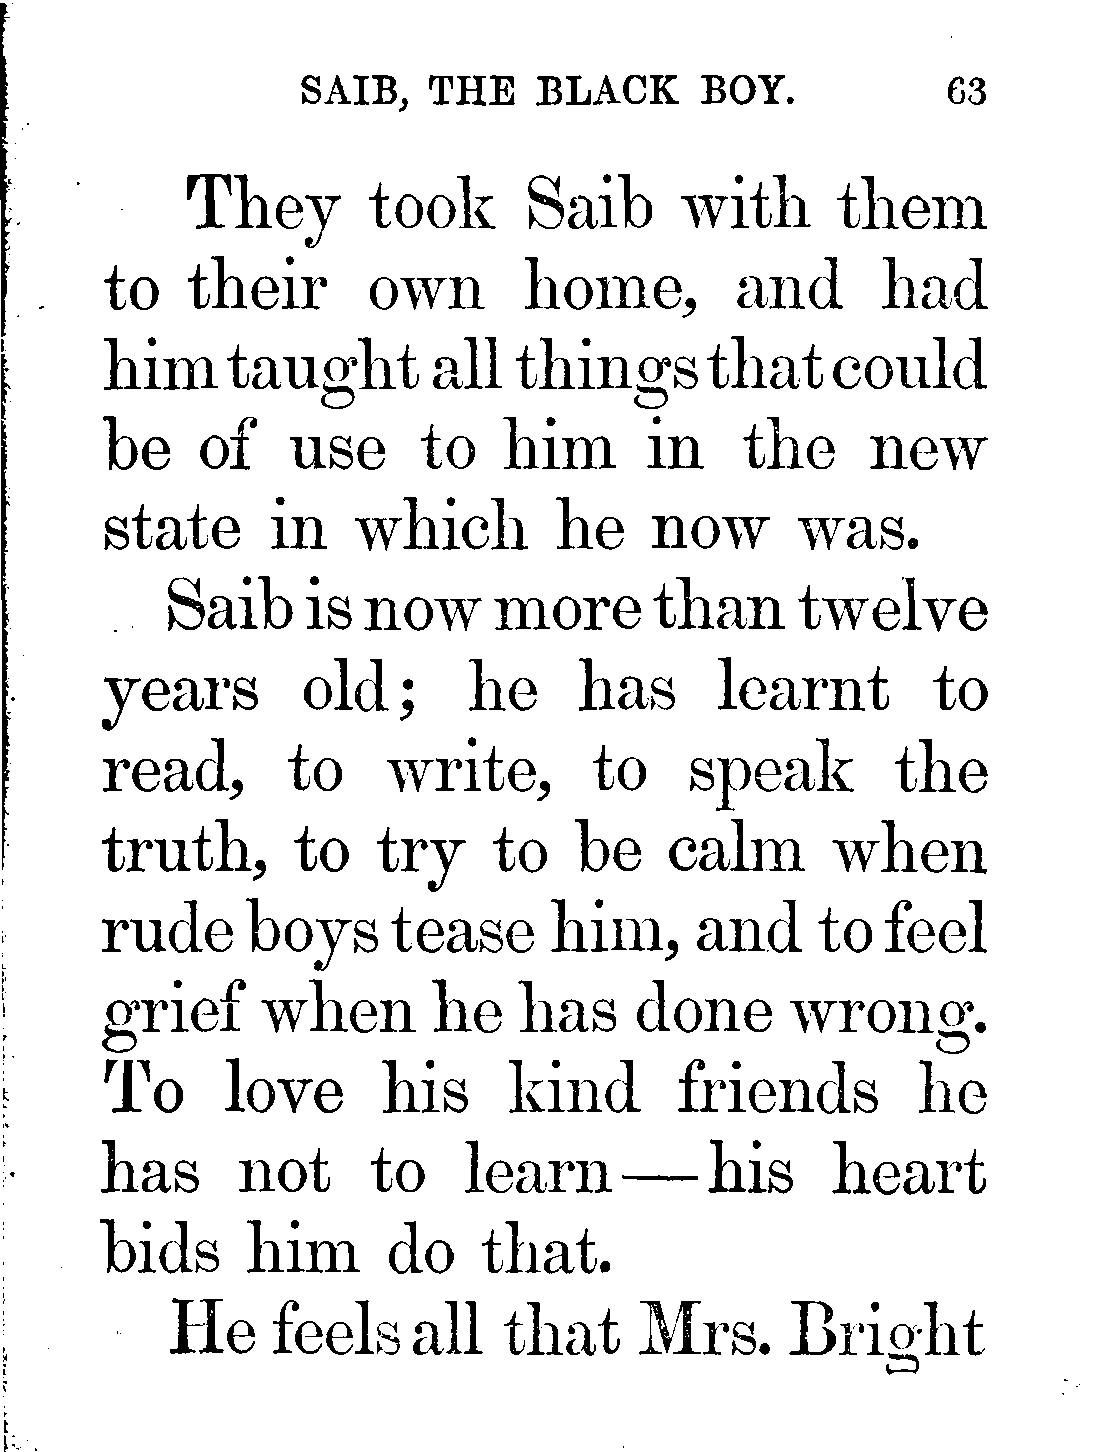 SAIB, THE BLACK BOY. 63
They took Saib with them
to their own home, and had
him taught all things that could
be of use to him in the new
state in which he now was.
Saib is now more than twelve
years old; he has learnt to
read, to write, to speak the
truth, to try to be calm when
rude boys tease him, and to feel
grief when he has done wrong.
To love his kind friends he
has not to learn—his heart
bids him do that.
He feels all that Mrs. Bright